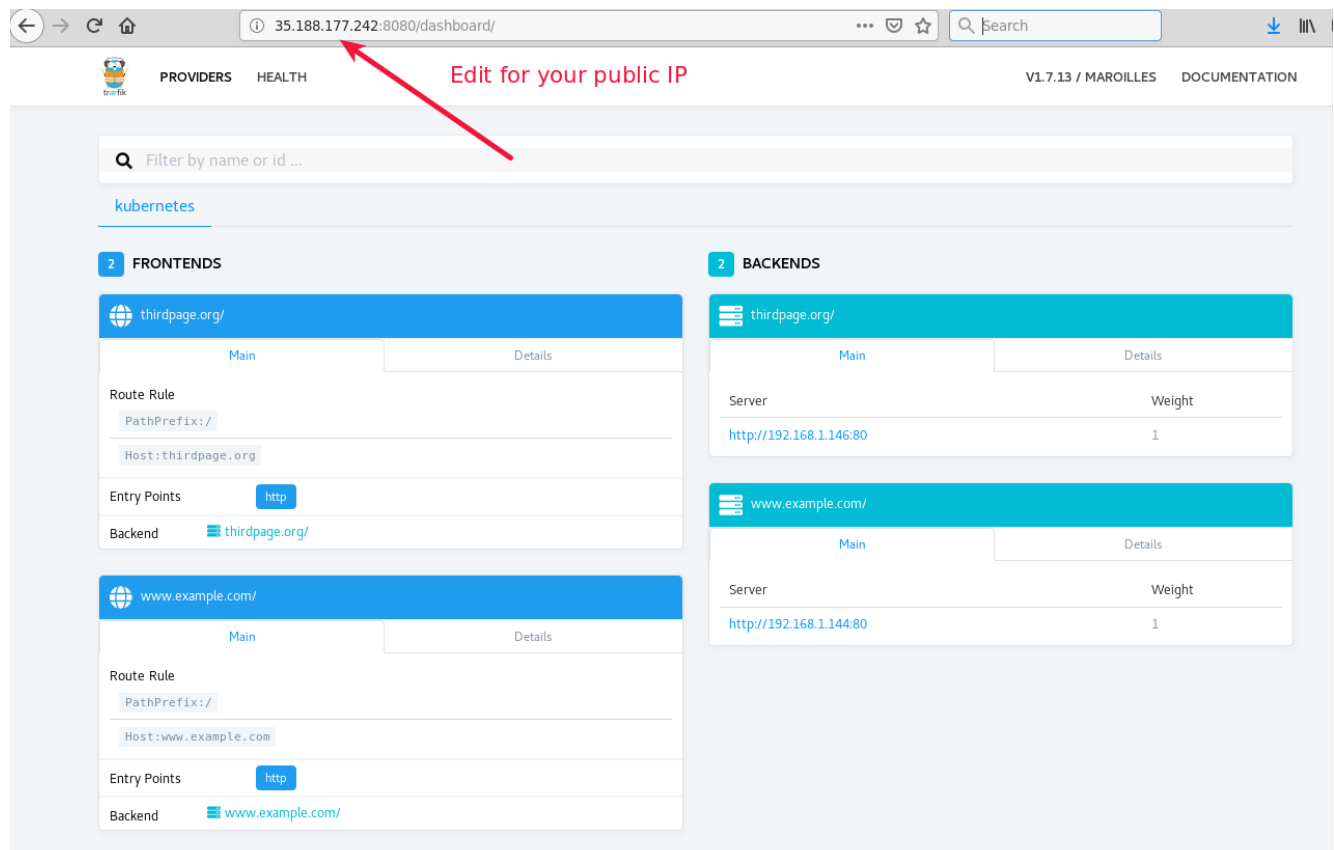 35.188.177.242:8080/dashboard/
Search
træfik
PROVIDERS
HEALTH
Edit for your public IP
V1.7.13 / MAROILLES
DOCUMENTATION
Filter by name or id ...
kubernetes
2 FRONTENDS
thirdpage.org/
Main
Details
Route Rule
PathPrefix:/
Host:thirdpage.org
Entry Points
http
Backend
thirdpage.org/
www.example.com/
Main
Details
Route Rule
PathPrefix:/
Host:www.example.com
Entry Points
http
Backend
www.example.com/
2 BACKENDS
thirdpage.org/
Main
Details
Server
Weight
http://192.168.1.146:80
1
www.example.com/
Main
Details
Server
Weight
http://192.168.1.144:80
1